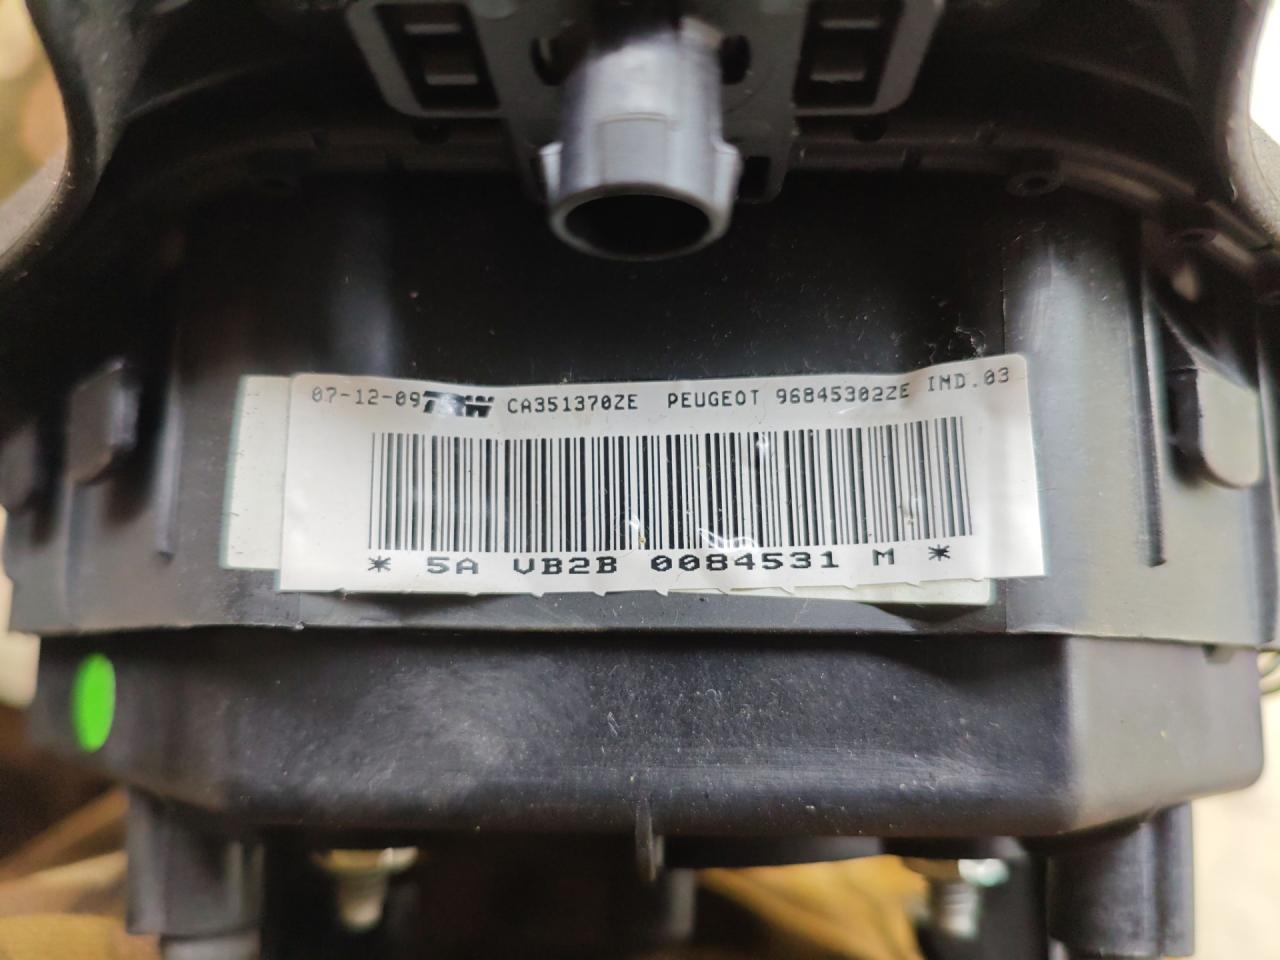 07-12-09 TRW CA351370ZE PEUGEOT 96845302ZE IND.03
* 5A VB2B 0084531 M *